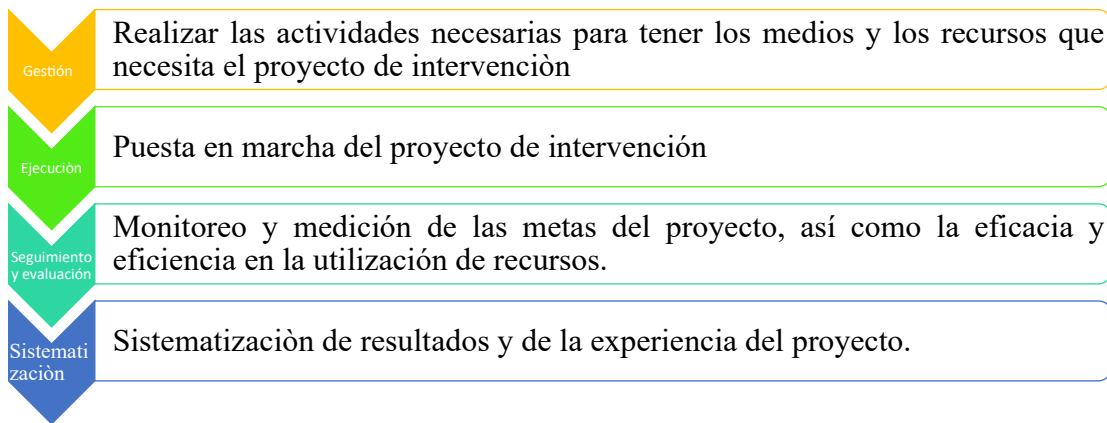 Gestión
Realizar las actividades necesarias para tener los medios y los recursos que
necesita el proyecto de intervenciòn
Ejecuciòn
Puesta en marcha del proyecto de intervención
Seguimiento
y evaluación
Monitoreo y medición de las metas del proyecto, así como la eficacia y
eficiencia en la utilización de recursos.
Sistemati
zaciòn
Sistematizaciòn de resultados y de la experiencia del proyecto.